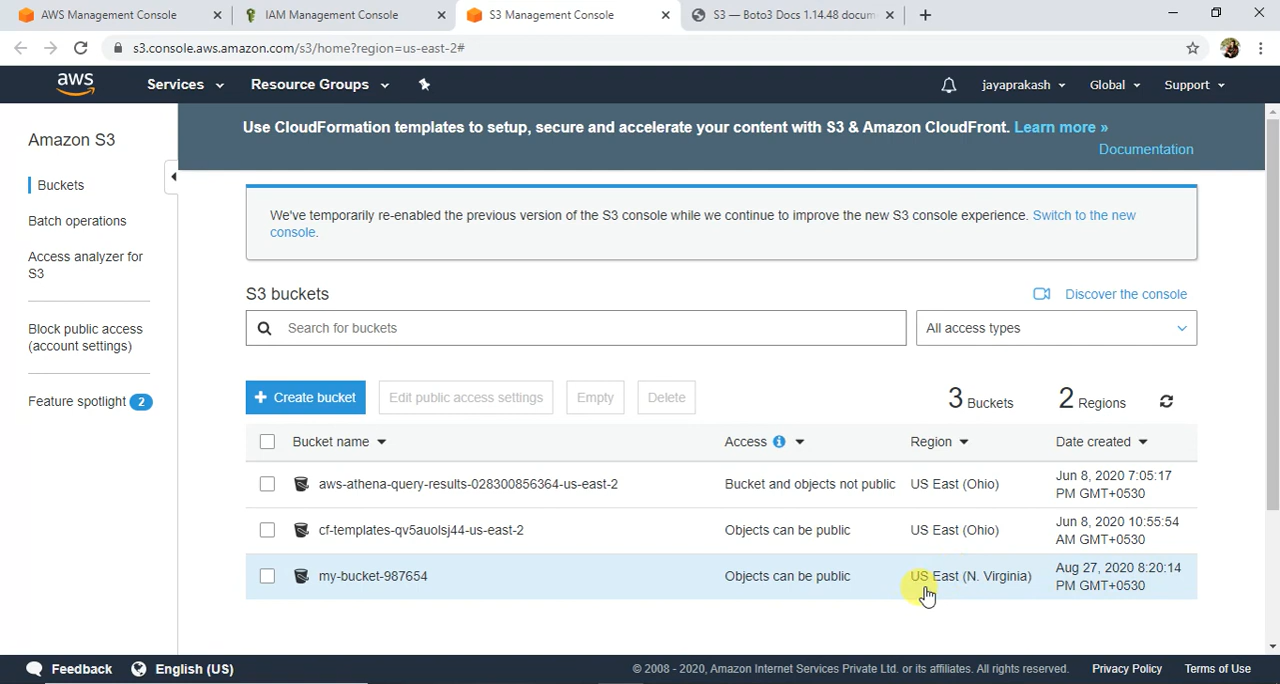 AWS Management Console
IAM Management Console
S3 Management Console
S3 — Boto3 Docs 1.14.48 docum
s3.console.aws.amazon.com/s3/home?region=us-east-2#
aws
Services
Resource Groups
jayaprakash
Global
Support
Use CloudFormation templates to setup, secure and accelerate your content with S3 & Amazon CloudFront. Learn more »
Documentation
Amazon S3
Buckets
Batch operations
Access analyzer for
S3
Block public access
(account settings)
Feature spotlight 2
We've temporarily re-enabled the previous version of the S3 console while we continue to improve the new S3 console experience. Switch to the new
console.
S3 buckets
Discover the console
Search for buckets
All access types
+ Create bucket
Edit public access settings
Empty
Delete
3 Buckets
2 Regions
Bucket name
Access
Region
Date created
aws-athena-query-results-028300856364-us-east-2
Bucket and objects not public
US East (Ohio)
Jun 8, 2020 7:05:17
PM GMT+0530
cf-templates-qv5auolsj44-us-east-2
Objects can be public
US East (Ohio)
Jun 8, 2020 10:55:54
AM GMT+0530
my-bucket-987654
Objects can be public
US East (N. Virginia)
Aug 27, 2020 8:20:14
PM GMT+0530
Feedback
English (US)
© 2008 - 2020, Amazon Internet Services Private Ltd. or its affiliates. All rights reserved.
Privacy Policy
Terms of Use